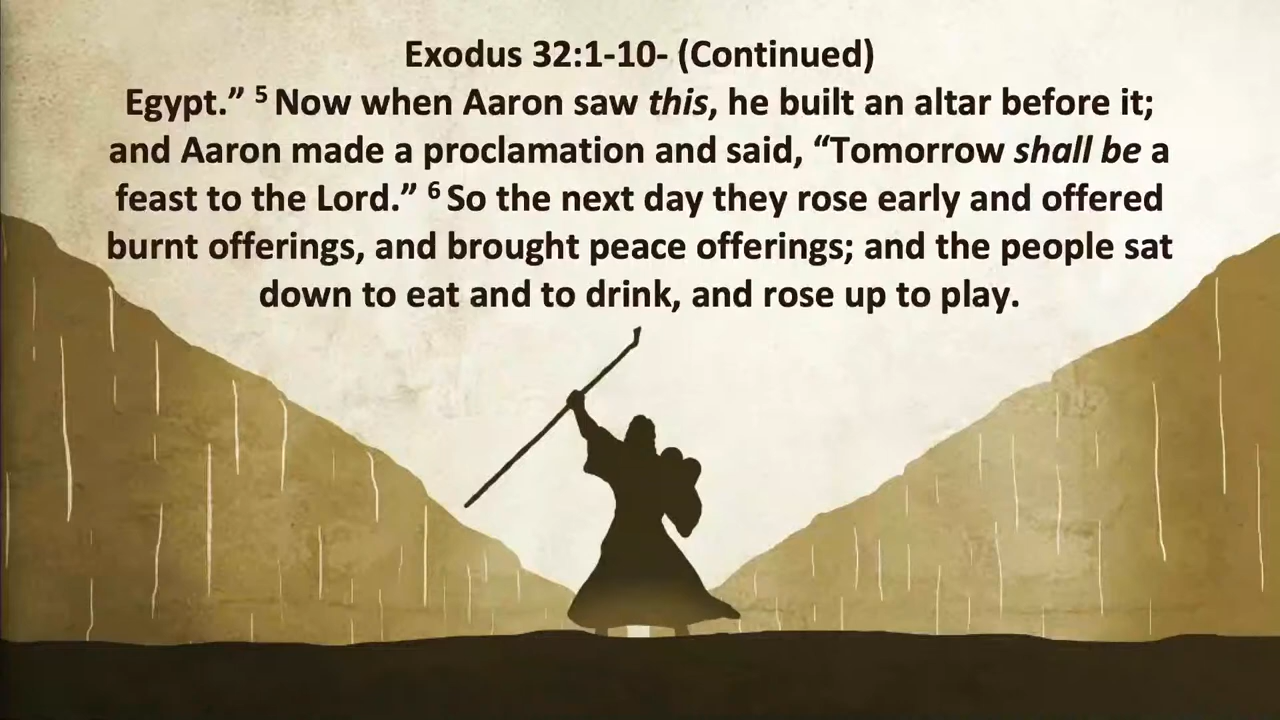 Exodus 32:1-10- (Continued)
Egypt.” 5 Now when Aaron saw this, he built an altar before it;
and Aaron made a proclamation and said, “Tomorrow shall be a
feast to the Lord.” 6 So the next day they rose early and offered
burnt offerings, and brought peace offerings; and the people sat
down to eat and to drink, and rose up to play.